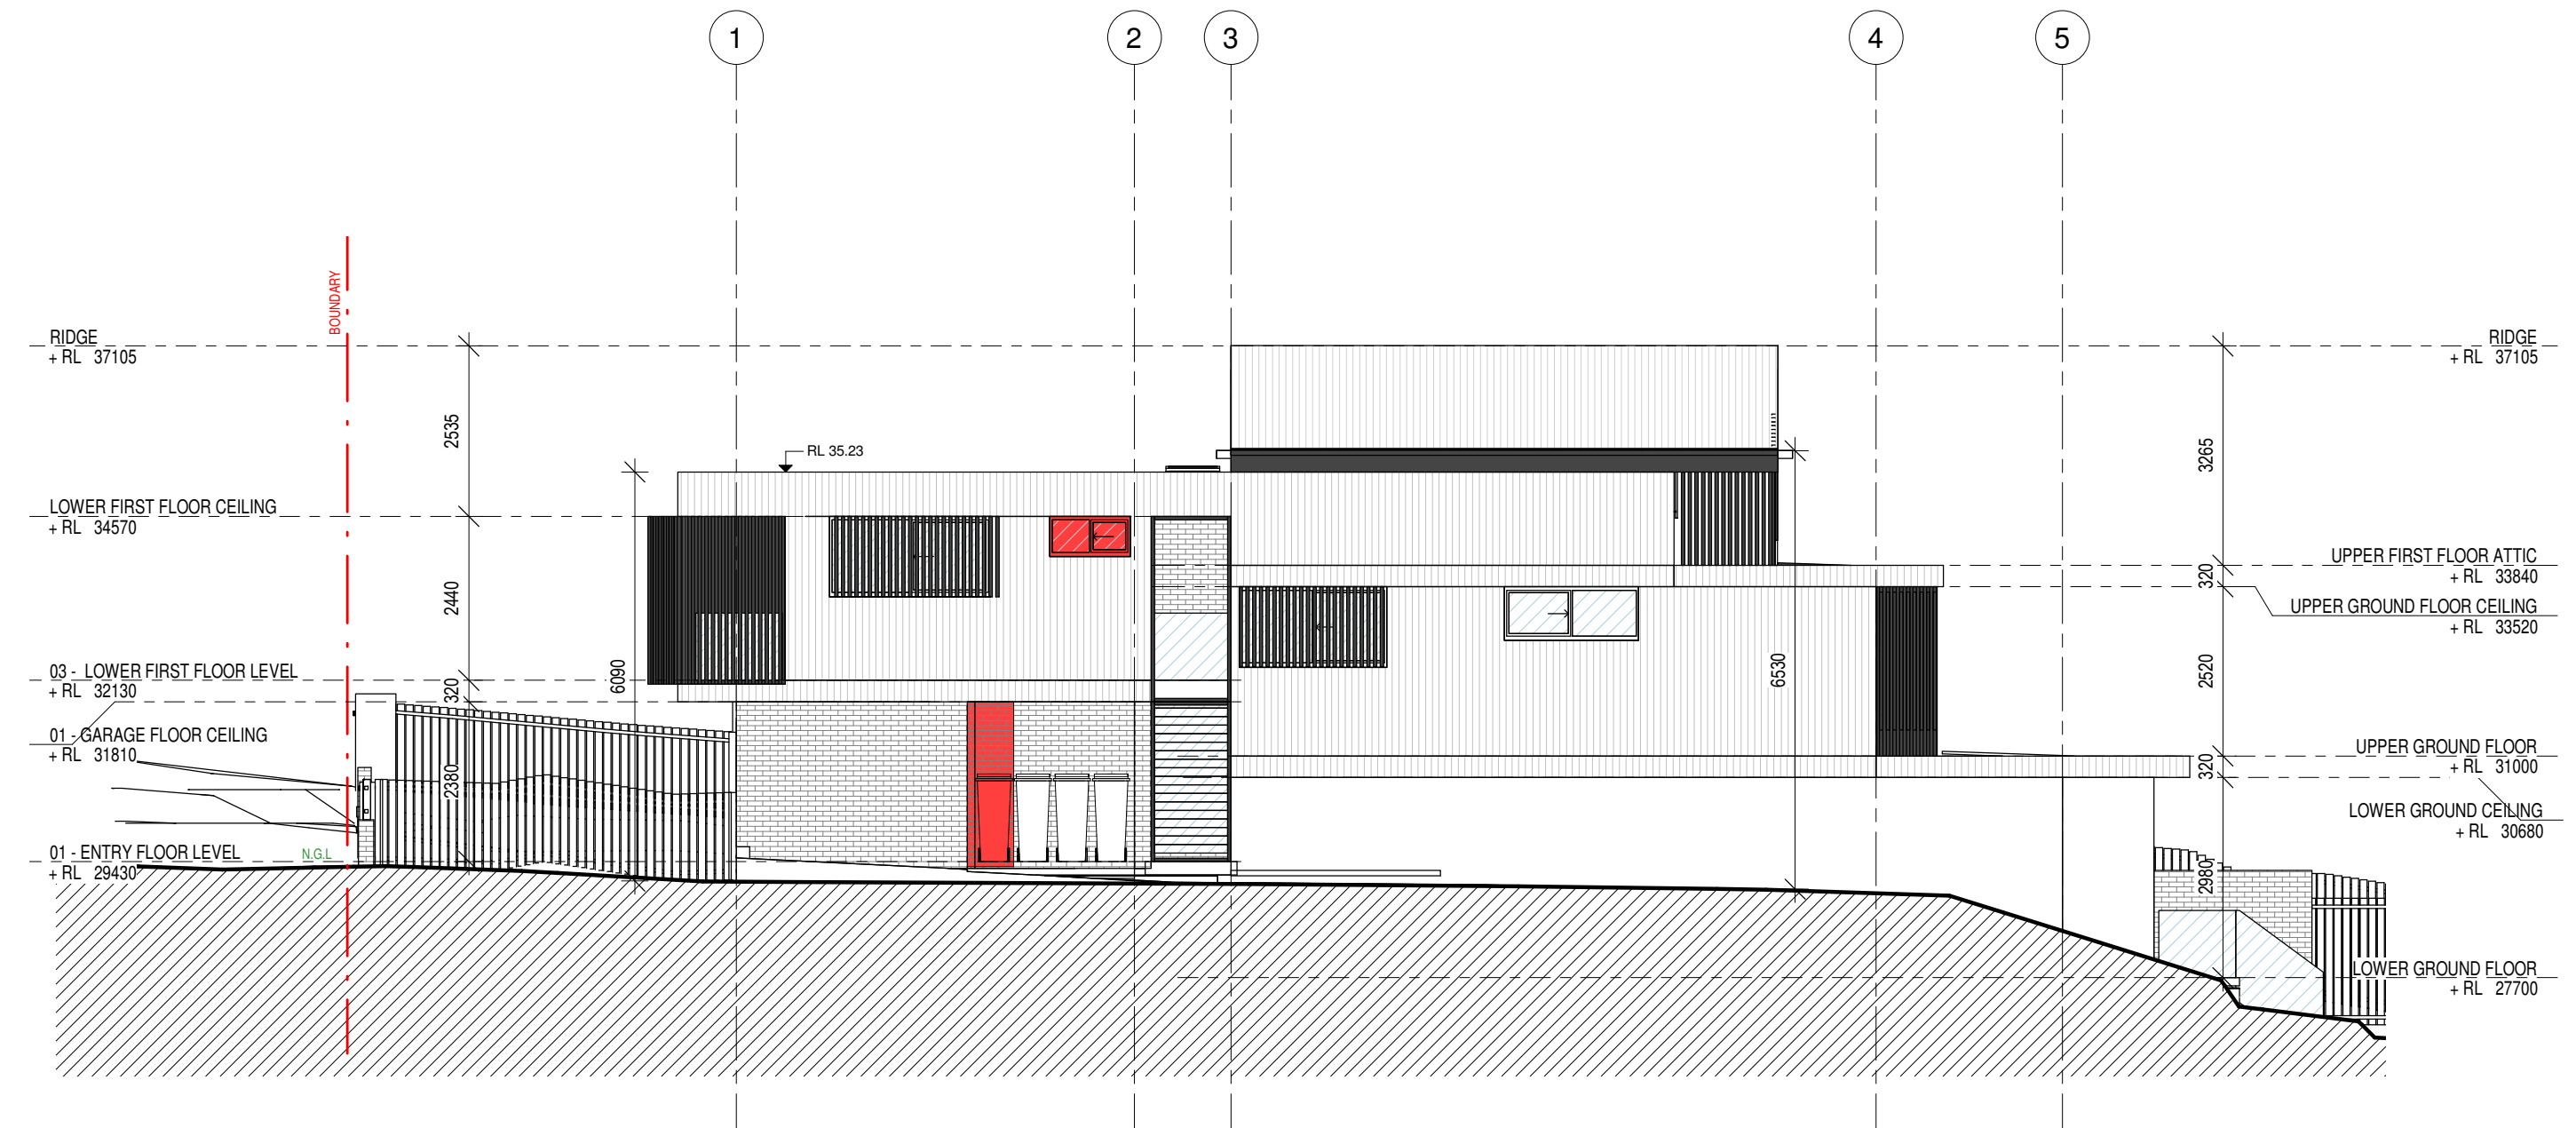 1
2
3
4
5
BOUNDARY
RIDGE
+ RL 37105
RIDGE
+ RL 37105
2535
3265
RL 35.23
LOWER FIRST FLOOR CEILING
+ RL 34570
UPPER FIRST FLOOR ATTIC
+ RL 33840
320
2440
UPPER GROUND FLOOR CEILING
+ RL 33520
6090
6530
2520
03 - LOWER FIRST FLOOR LEVEL
+ RL 32130
320
01 - GARAGE FLOOR CEILING
+ RL 31810
UPPER GROUND FLOOR
+ RL 31000
320
2380
LOWER GROUND CEILING
+ RL 30680
01 - ENTRY FLOOR LEVEL
+ RL 29430
N.G.L
2980
LOWER GROUND FLOOR
+ RL 27700